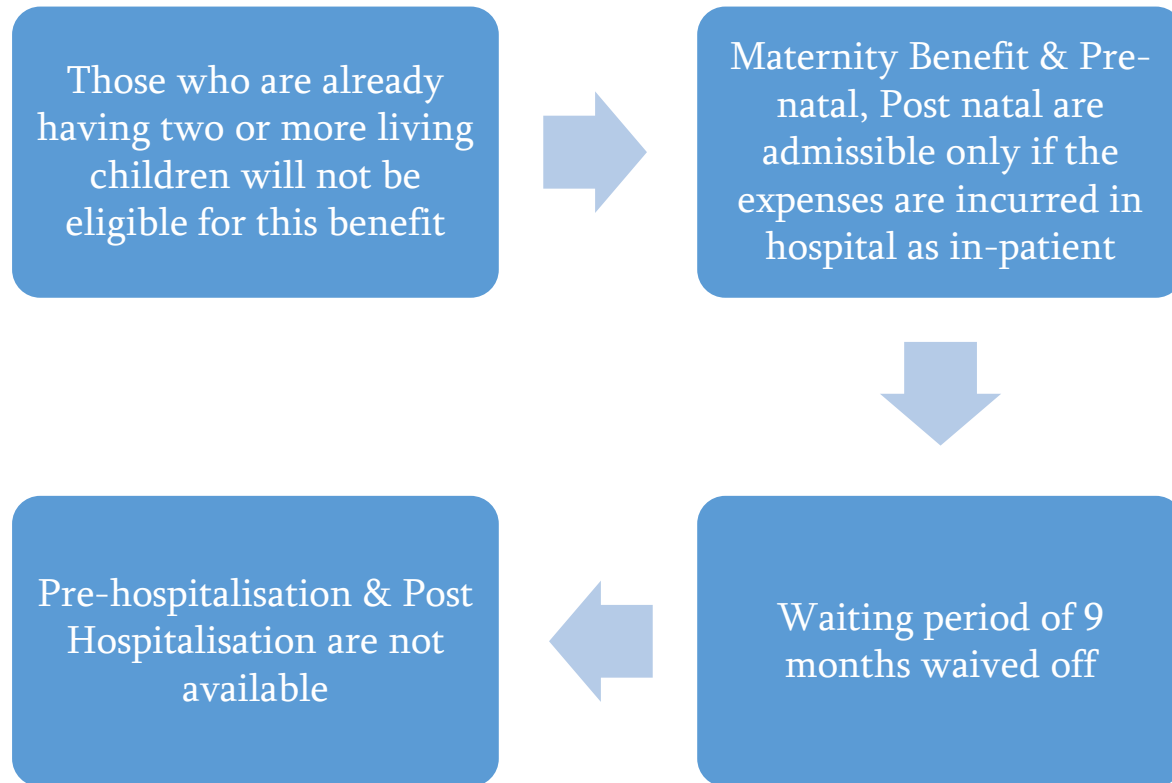 Those who are already
having two or more living
children will not be
eligible for this benefit
Maternity Benefit & Pre-
natal, Post natal are
admissible only if the
expenses are incurred in
hospital as in-patient
Waiting period of 9
months waived off
Pre-hospitalisation & Post
Hospitalisation are not
available